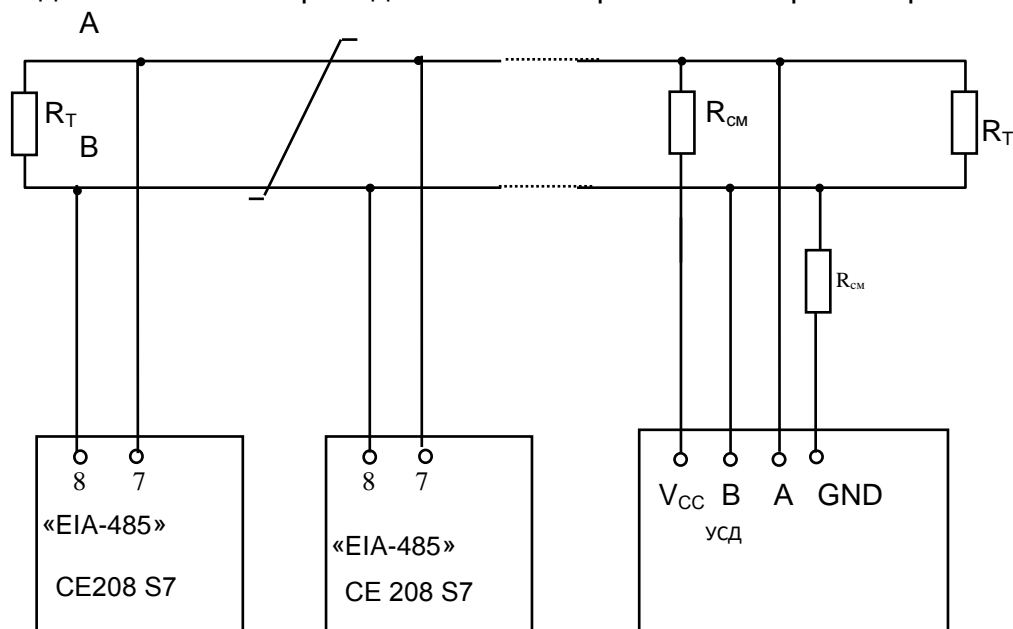 A
R_T
B
R_см
R_T
R_см
8 7
«EIA-485»
CE208 S7
8 7
«EIA-485»
CE 208 S7
V_CC B A GND
УСД